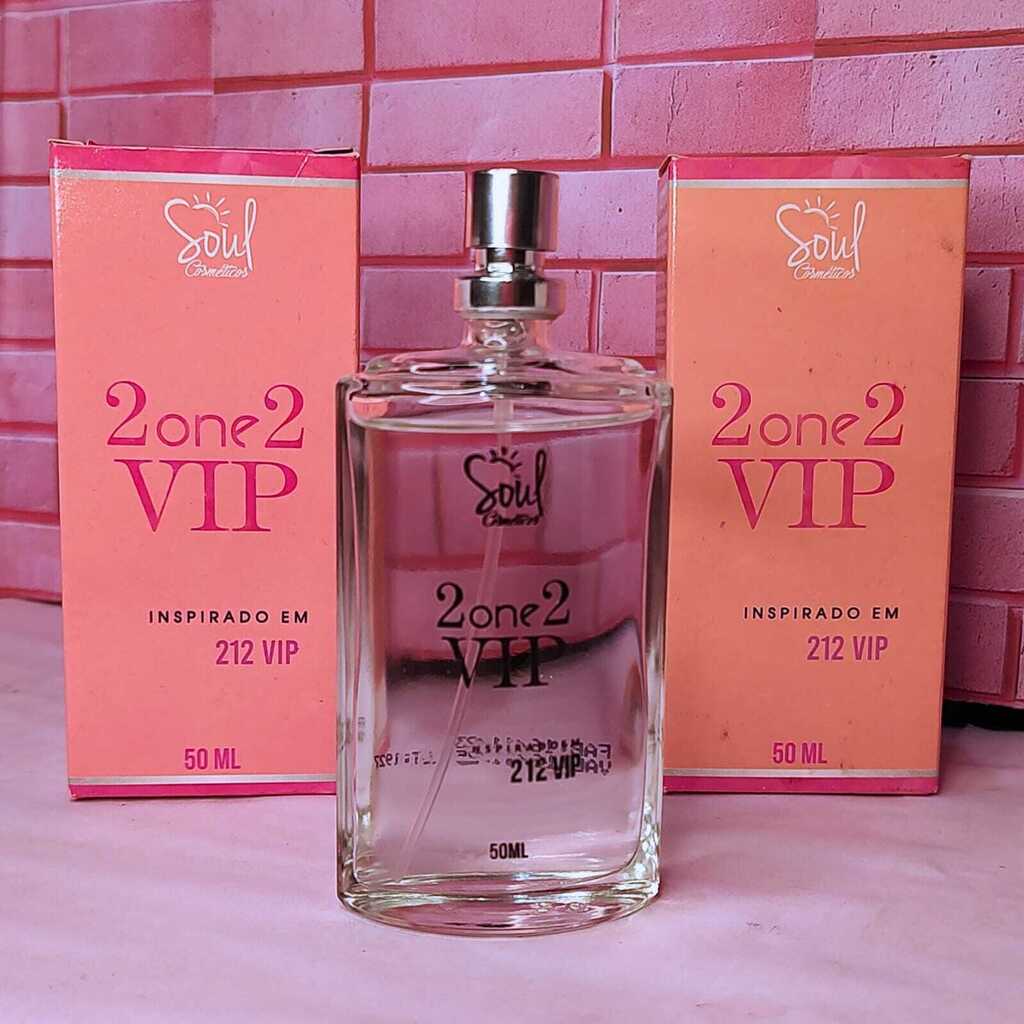 Soul
Cosméticos
2one2
VIP
INSPIRADO EM
212 VIP
50 ML
Soul
Cosméticos
2one2
VIP
212 VIP
50ML
Soul
Cosméticos
2one2
VIP
INSPIRADO EM
212 VIP
50 ML